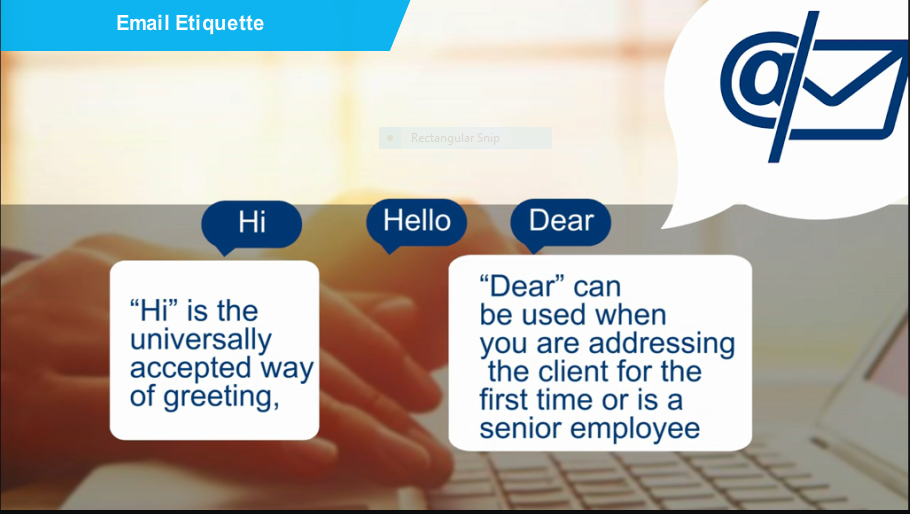 Email Etiquette
Rectangular Snip
Hi
Hello
Dear
“Hi” is the
universally
accepted way
of greeting,
“Dear” can
be used when
you are addressing
the client for the
first time or is a
senior employee